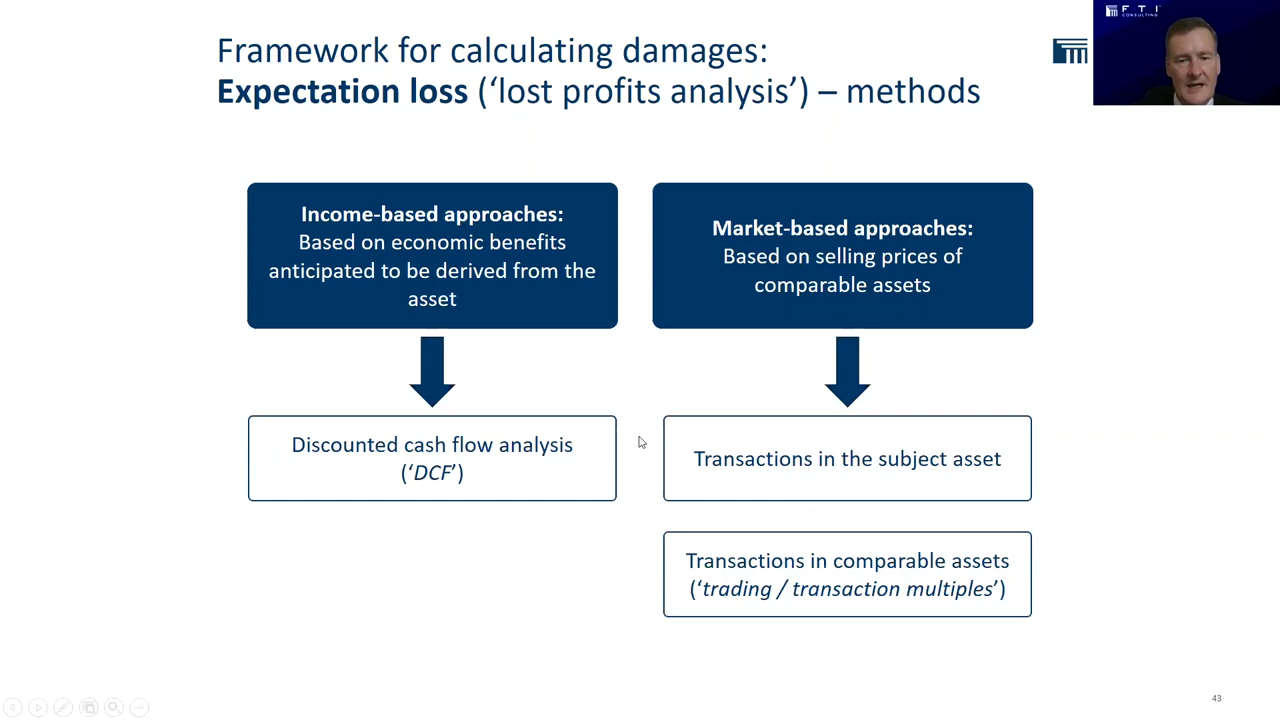 Framework for calculating damages:
Expectation loss (‘lost profits analysis’) – methods
FTI
CONSULTING
Income-based approaches:
Based on economic benefits
anticipated to be derived from the
asset
Market-based approaches:
Based on selling prices of
comparable assets
Discounted cash flow analysis
(‘DCF’)
Transactions in the subject asset
Transactions in comparable assets
(‘trading / transaction multiples’)
43